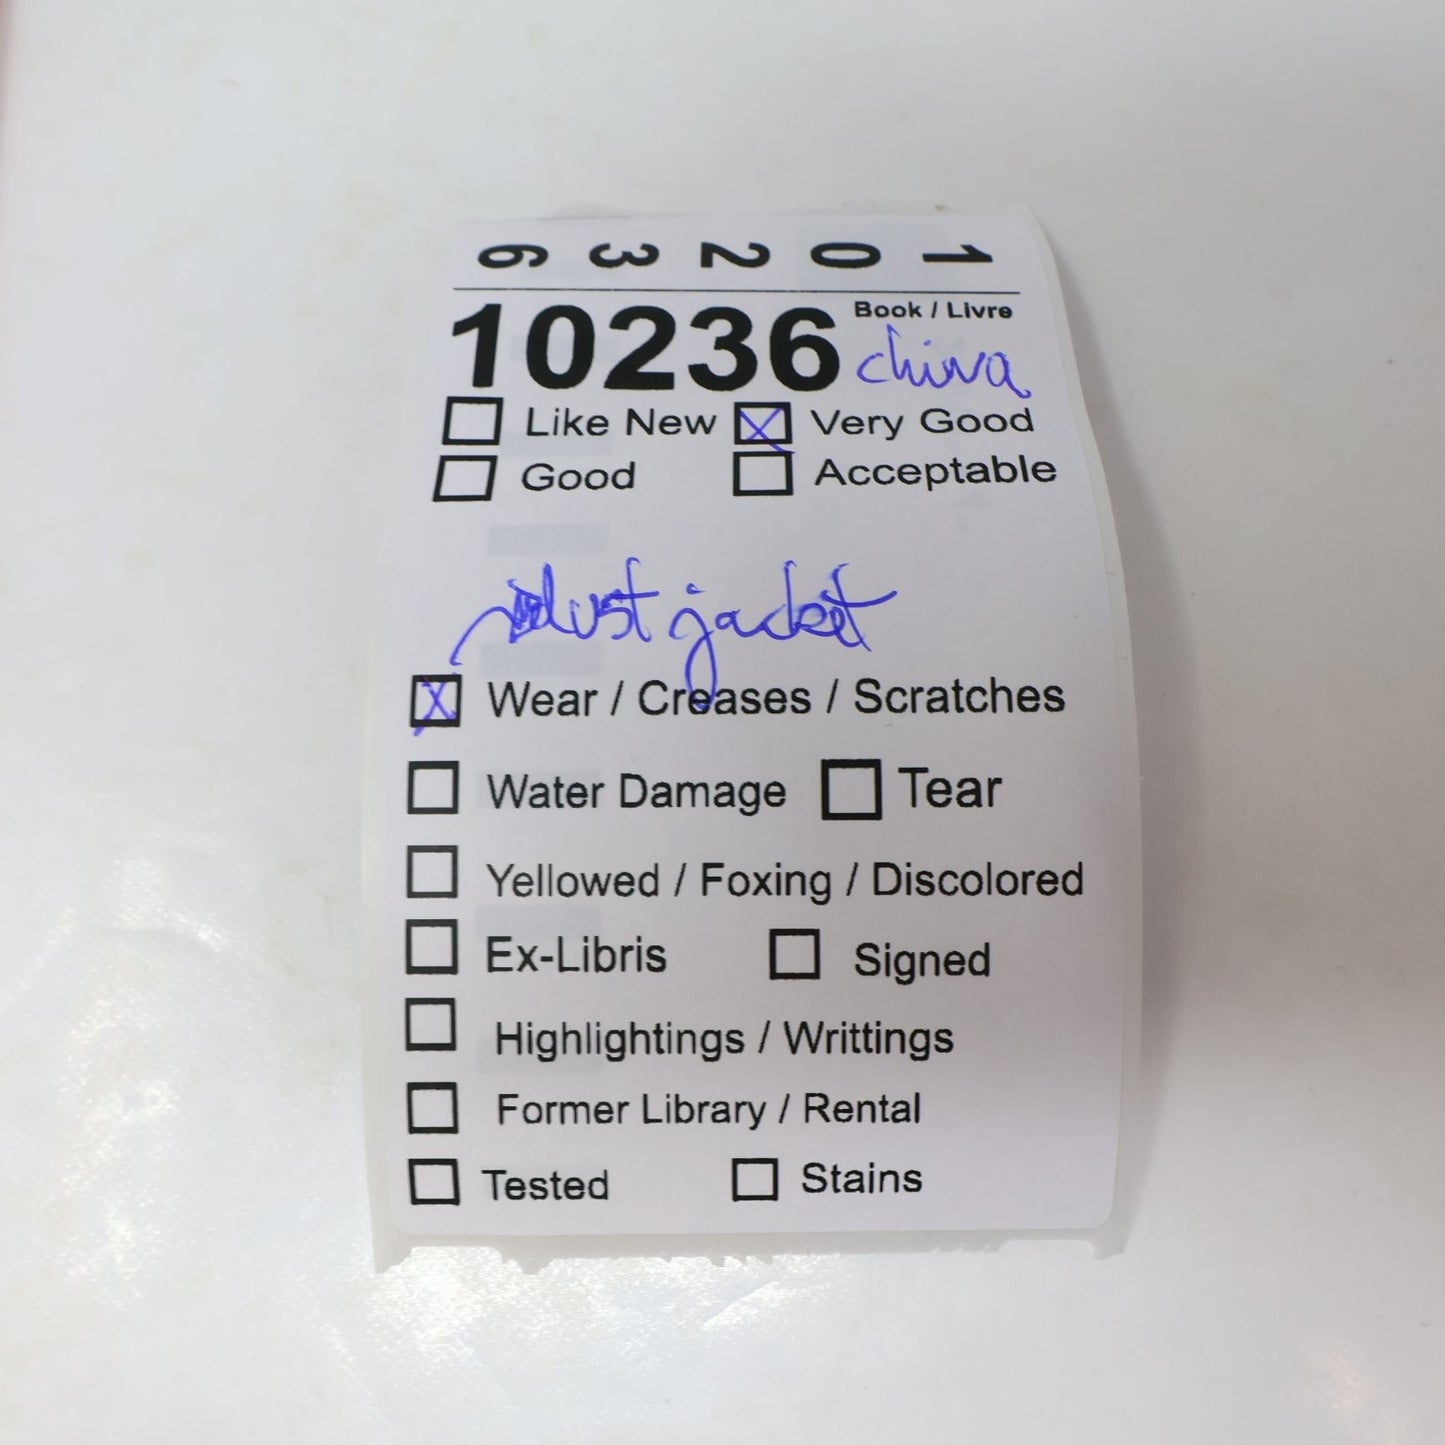 10236
10236 Book / Livre
china
Like New Very Good
Good Acceptable
dust jacket
Wear / Creases / Scratches
Water Damage Tear
Yellowed / Foxing / Discolored
Ex-Libris Signed
Highlightings / Writtings
Former Library / Rental
Tested Stains